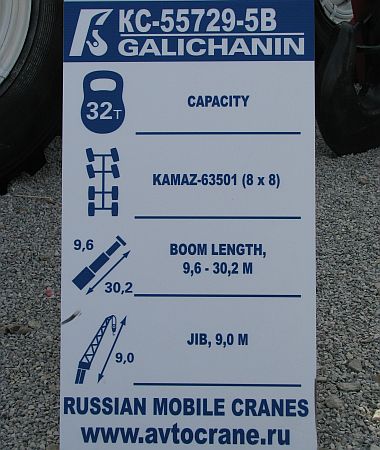 КС-55729-5В
GALICHANIN
32т
CAPACITY
KAMAZ-63501 (8 x 8)
9,6
30,2
BOOM LENGTH,
9,6 - 30,2 M
9,0
JIB, 9,0 M
RUSSIAN MOBILE CRANES
www.avtocrane.ru